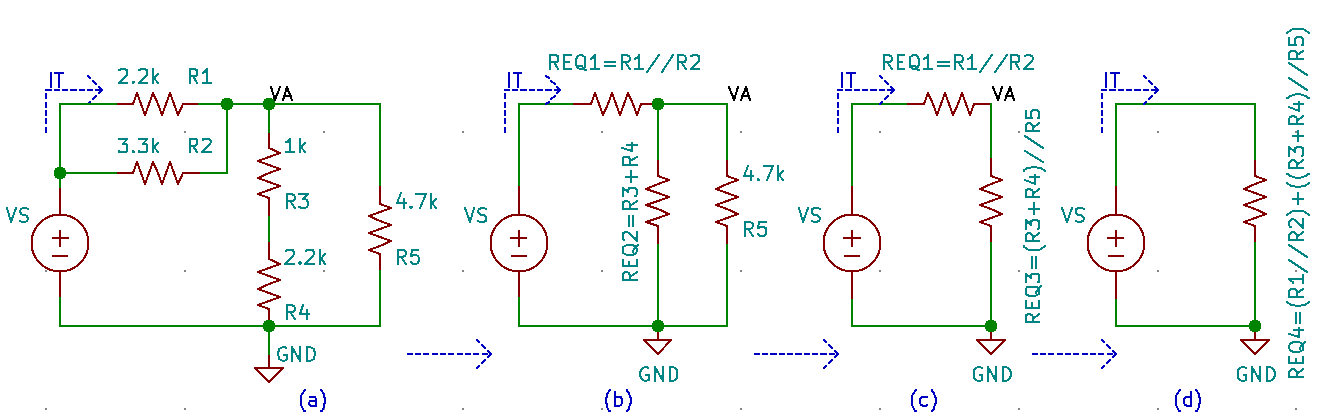 IT
2.2k R1
VA
3.3k R2
1k
R3
VS
4.7k
R5
2.2k
R4
GND
(a)
REQ1=R1//R2
IT
VA
REQ2=R3+R4
4.7k
R5
VS
GND
(b)
REQ1=R1//R2
IT
VA
REQ3=(R3+R4)//R5
VS
GND
(c)
IT
VS
REQ4=(R1//R2)+((R3+R4)//R5)
GND
(d)